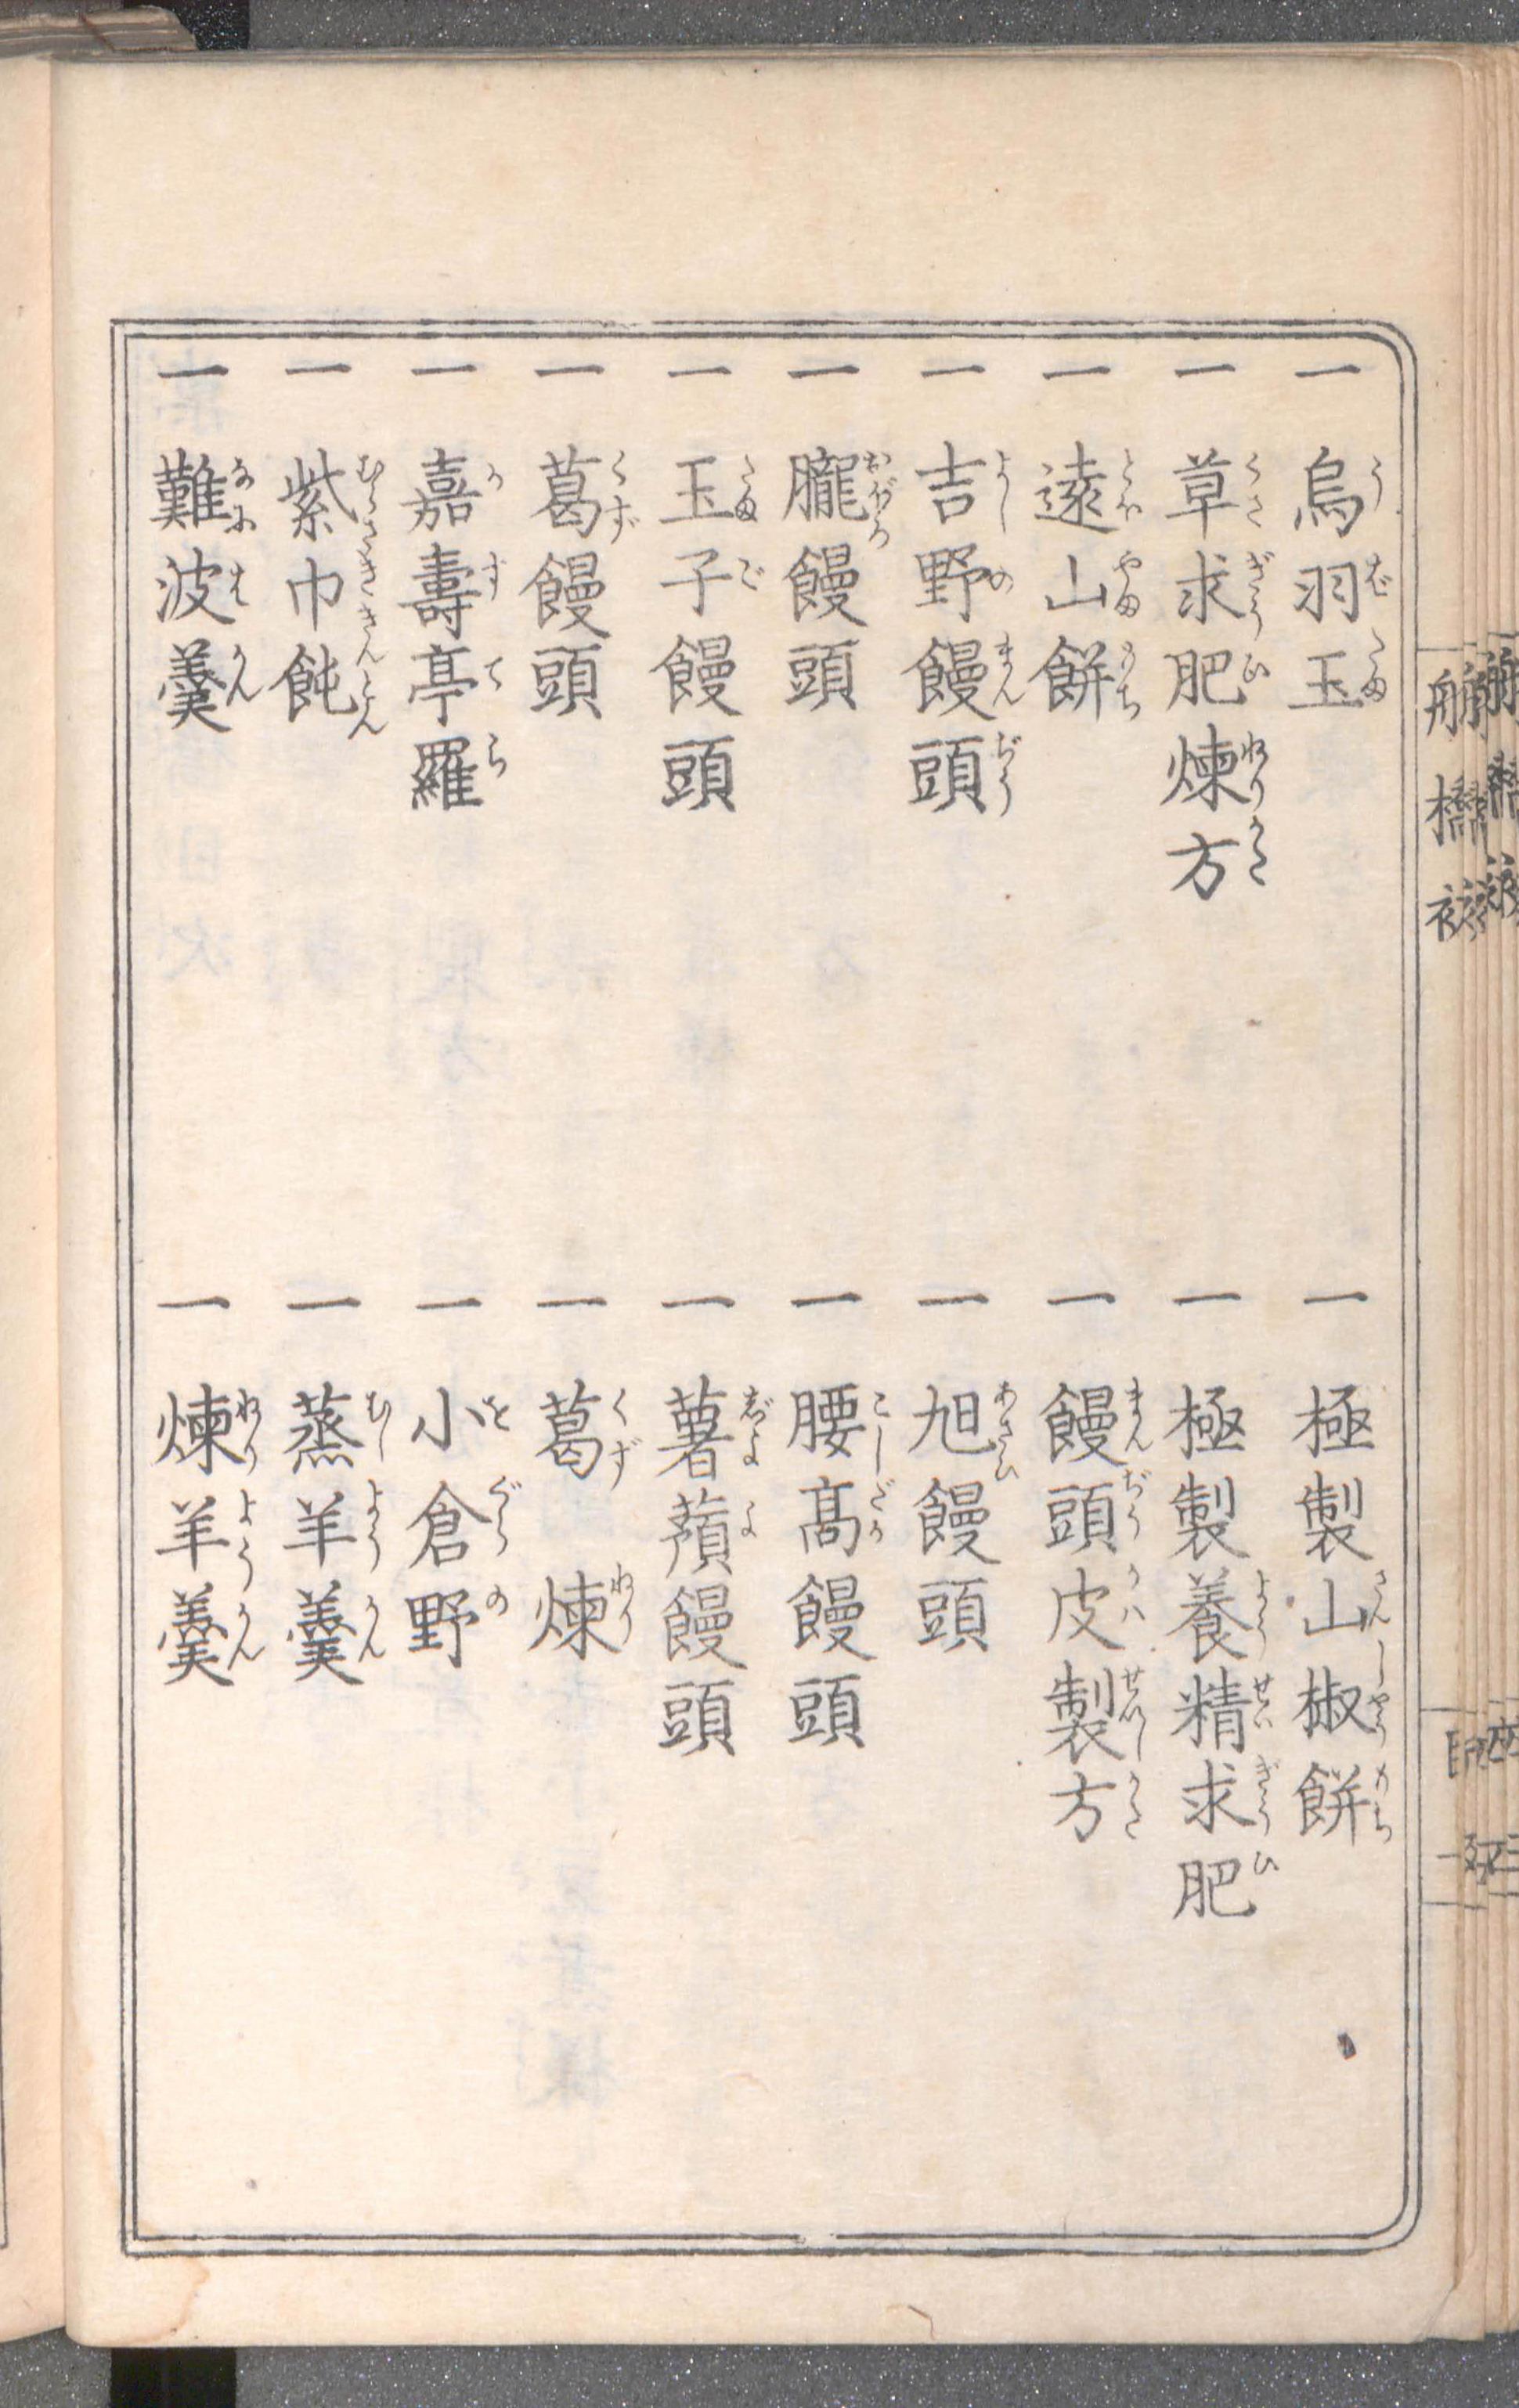 一 烏羽玉
一 極製山椒餅
一 草求肥煉方
一 極製養精求肥
一 遠山餅
一 饅頭皮製方
一 吉野饅頭
一 旭饅頭
一 朧饅頭
一 腰髙饅頭
一 玉子饅頭
一 薯蕷饅頭
一 葛饅頭
一 葛煉
一 嘉壽亭羅
一 小倉野
一 紫巾飩
一 蒸羊羹
一 難波羹
一 煉羊羹